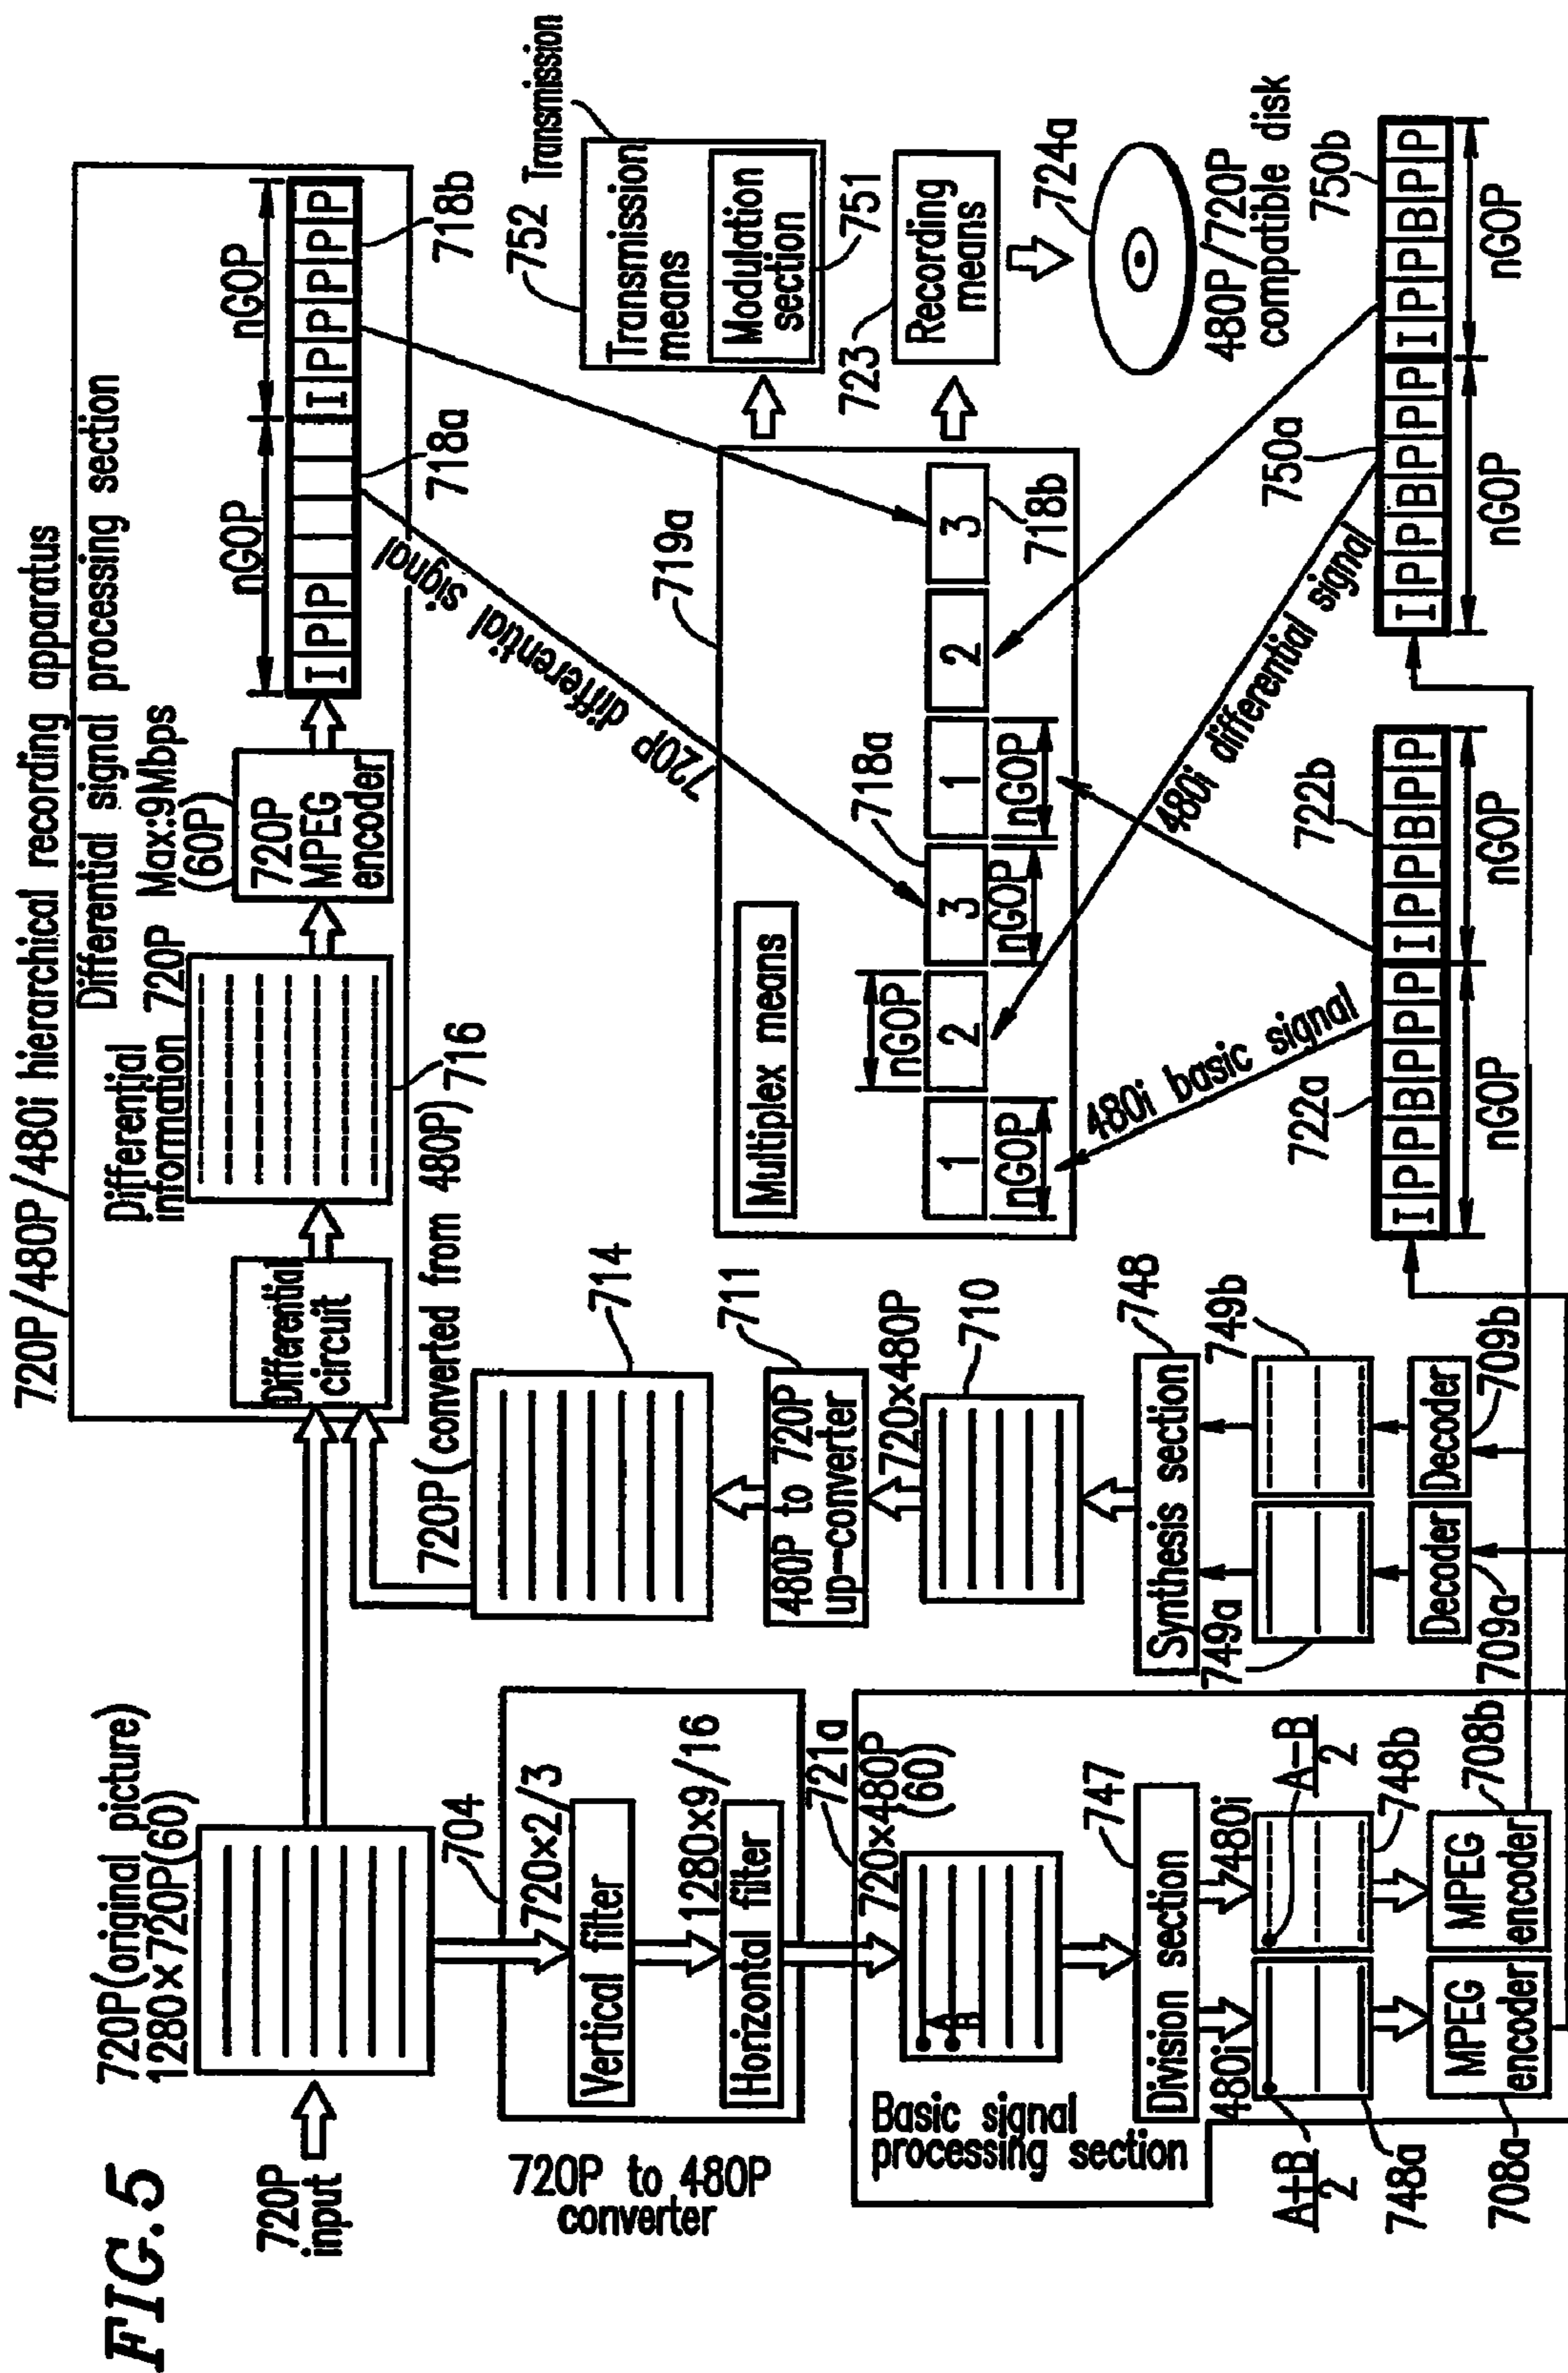 FIG. 5
720P/480P/480i hierarchical recording apparatus
Differential signal processing section
720P
input
720P(original picture)
1280×720P(60)
Differential
circuit
Differential
information 720P
716
Max:9Mbps
(60P)
720P
MPEG
encoder
nGOP
nGOP
I P P
I P P P P P
718a
718b
720P differential signal
720P to 480P
converter
704
720×2/3
Vertical filter
1280×9/16
Horizontal filter
720P(converted from 480P)
714
711
480P to 720P
up-converter
720×480P
710
748
Synthesis section
749a
749b
Decoder
Decoder
709a
709b
Basic signal
processing section
721a
720×480P
(60)
B
747
Division section
480i
480i
A+B
2
A-B
2
748a
748b
MPEG
encoder
MPEG
encoder
708a
708b
719a
Multiplex means
1
2
3
1
2
3
nGOP
nGOP
nGOP
nGOP
718a
718b
752
Transmission
Transmission
means
Modulation
section
751
723
Recording
means
724a
480P/720P
compatible disk
480i basic signal
480i differential signal
722a
722b
I P P B P P P
I P P B P P
nGOP
nGOP
750a
750b
I P P B P P P
I P P B P P
nGOP
nGOP